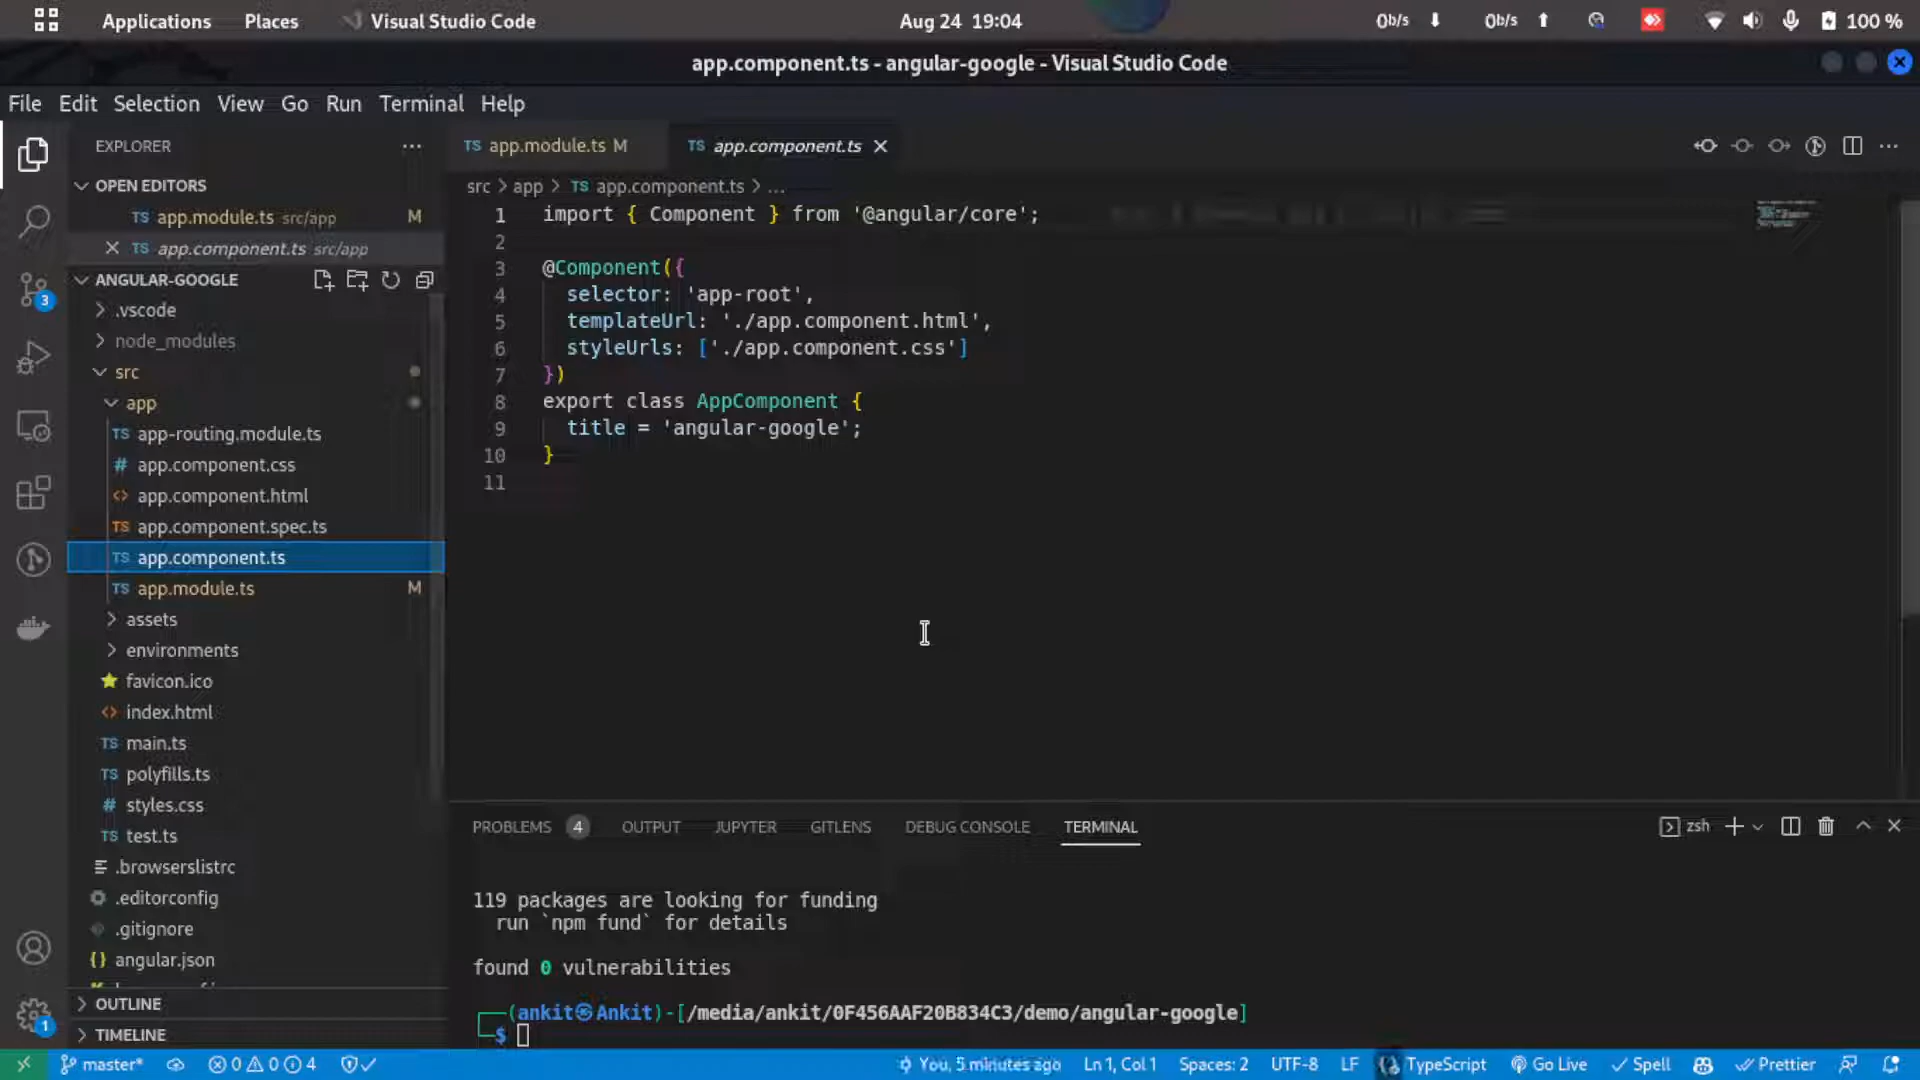 Applications Places Visual Studio Code Aug 24 19:04 0b/s 0b/s 100 %
app.component.ts - angular-google - Visual Studio Code
File Edit Selection View Go Run Terminal Help
EXPLORER
OPEN EDITORS
TS app.module.ts src/app M
TS app.component.ts src/app
ANGULAR-GOOGLE
.vscode
node_modules
src
app
TS app-routing.module.ts
# app.component.css
<> app.component.html
TS app.component.spec.ts
TS app.component.ts
TS app.module.ts M
assets
environments
favicon.ico
<> index.html
TS main.ts
TS polyfills.ts
# styles.css
TS test.ts
.browserslistrc
.editorconfig
.gitignore
{} angular.json
OUTLINE
TIMELINE
3
1
TS app.module.ts M TS app.component.ts
src > app > TS app.component.ts > ...
1 import { Component } from '@angular/core';
2
3 @Component({
4 selector: 'app-root',
5 templateUrl: './app.component.html',
6 styleUrls: ['./app.component.css']
7 })
8 export class AppComponent {
9 title = 'angular-google';
10 }
11
PROBLEMS 4 OUTPUT JUPYTER GITLENS DEBUG CONSOLE TERMINAL zsh
119 packages are looking for funding
run `npm fund` for details
found 0 vulnerabilities
(ankit㉿Ankit)-[/media/ankit/0F456AAF20B834C3/demo/angular-google]
$
master* 0 0 4 You, 5 minutes ago Ln 1, Col 1 Spaces: 2 UTF-8 LF TypeScript Go Live Spell Prettier